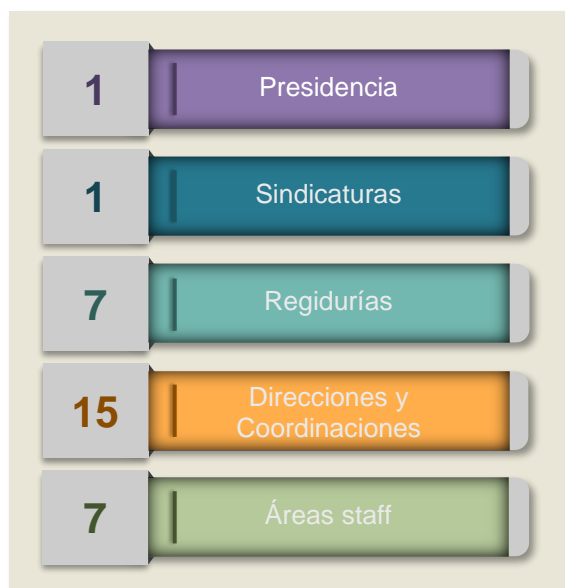 1
Presidencia
1
Sindicaturas
7
Regidurías
15
Direcciones y
Coordinaciones
7
Áreas staff